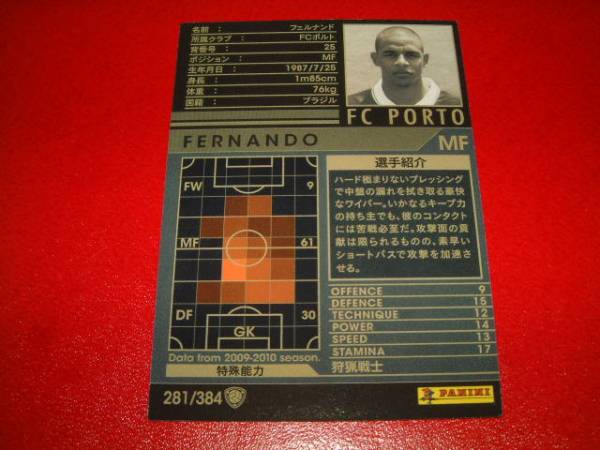 名前 : フェルナンド
所属クラブ : FCポルト
背番号 : 25
ポジション : MF
生年月日 : 1987/7/25
身長 : 1m85cm
体重 : 76kg
国籍 : ブラジル
FC PORTO
FERNANDO MF
FW 9
MF 61
DF 30
GK
Data from 2009-2010 season.
選手紹介
ハード極まりないプレッシング
で中盤の漏れを拭き取る豪快
なワイパー。いかなるキープ力
の持ち主でも、彼のコンタクト
には苦戦必至だ。攻撃面の貢
献は限られるものの、素早い
ショートパスで攻撃を加速さ
せる。
OFFENCE 9
DEFENCE 15
TECHNIQUE 12
POWER 14
SPEED 13
STAMINA 17
特殊能力 狩猟戦士
281/384
PANINI